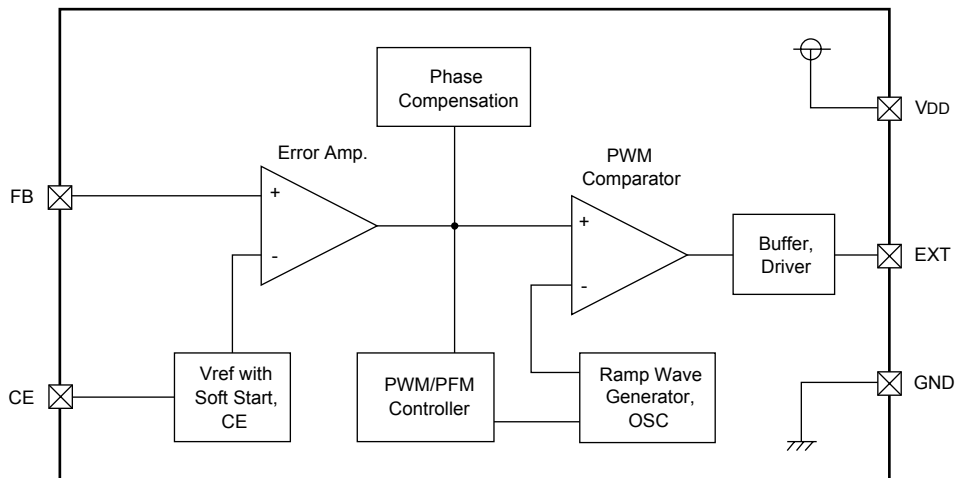 Phase
Compensation
VDD
Error Amp.
PWM
Comparator
FB
+
-
+
-
Buffer,
Driver
EXT
CE
Vref with
Soft Start,
CE
PWM/PFM
Controller
Ramp Wave
Generator,
OSC
GND